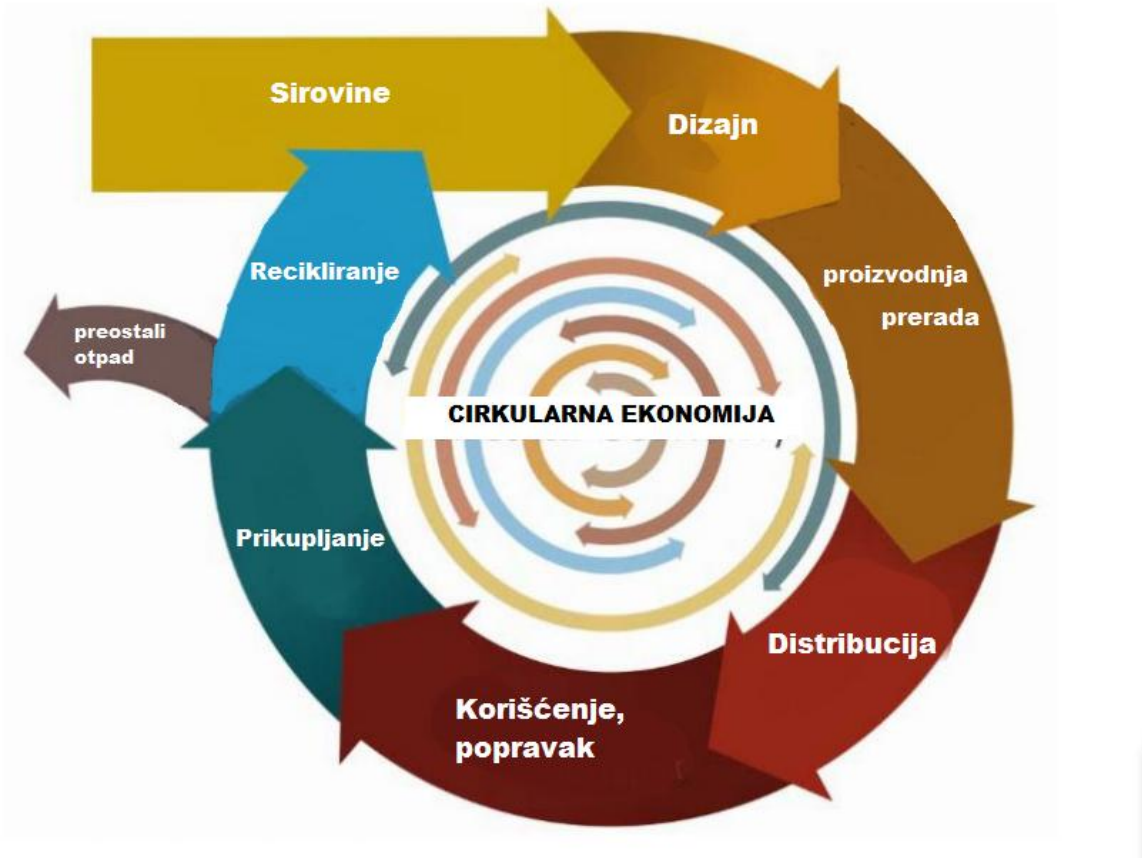 Sirovine
Dizajn
proizvodnja
prerada
Distribucija
Korišćenje,
popravak
Prikupljanje
Recikliranje
preostali
otpad
CIRKULARNA EKONOMIJA